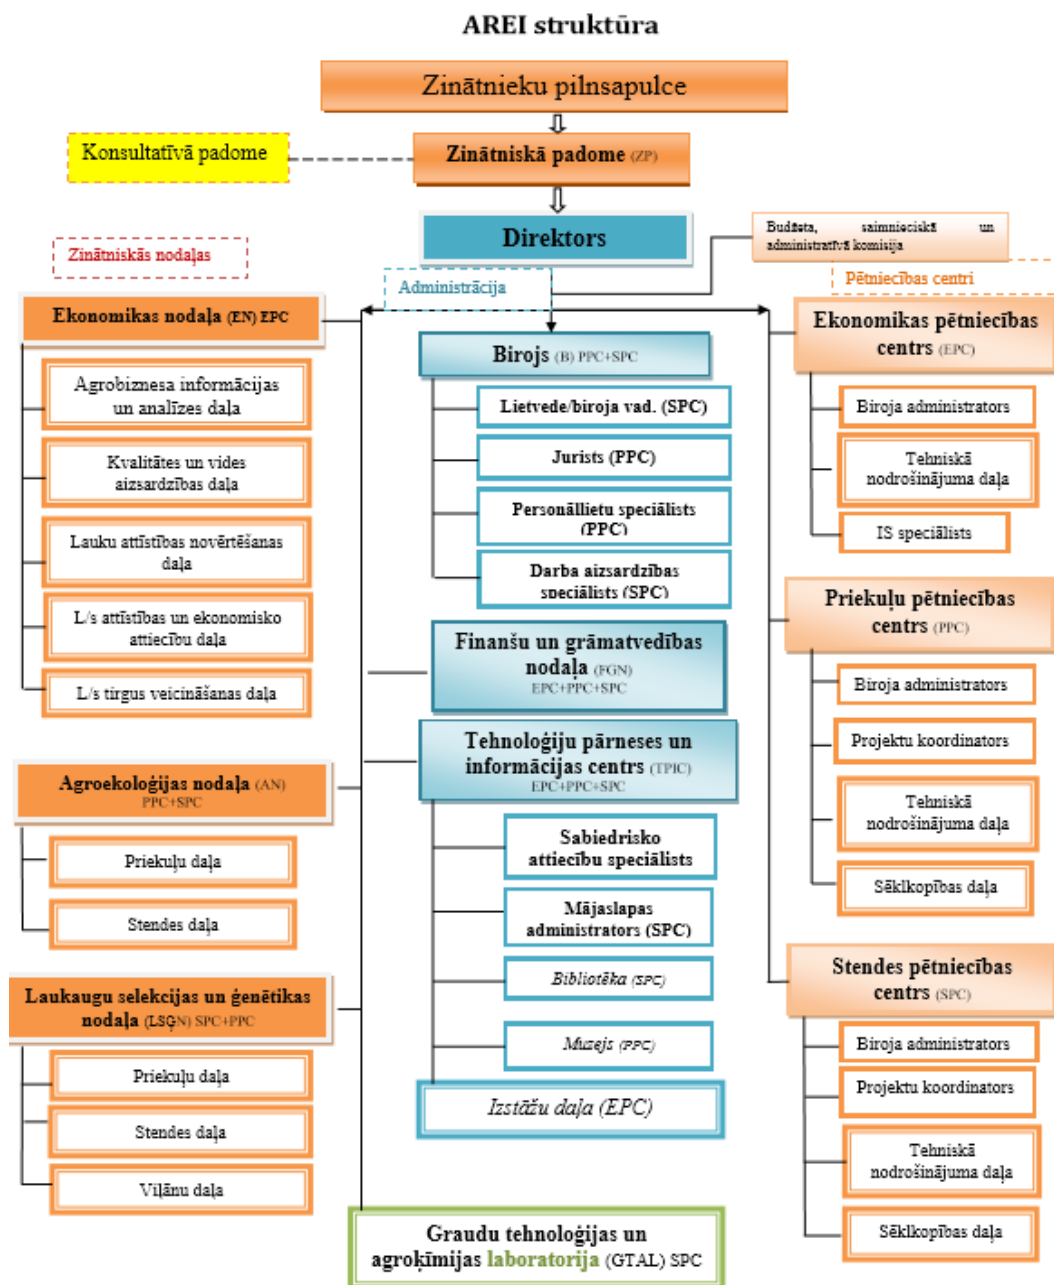 AREI struktūra
Zinātnieku pilnsapulce
Konsultatīvā padome
Zinātniskā padome (ZP)
Direktors
Budžeta, saimnieciskā un
administratīvā komisija
Zinātniskās nodaļas
Administrācija
Pētniecības centri
Ekonomikas nodaļa (EN) EPC
Agrobiznesa informācijas
un analīzes daļa
Kvalitātes un vides
aizsardzības daļa
Lauku attīstības novērtēšanas
daļa
L/s attīstības un ekonomisko
attiecību daļa
L/s tirgus veicināšanas daļa
Agroekoloģijas nodaļa (AN)
PPC+SPC
Priekuļu daļa
Stendes daļa
Laukaugu selekcijas un ģenētikas
nodaļa (LSĢN) SPC+PPC
Priekuļu daļa
Stendes daļa
Viļānu daļa
Birojs (B) PPC+SPC
Lietvede/biroja vad. (SPC)
Jurists (PPC)
Personāllietu speciālists
(PPC)
Darba aizsardzības
speciālists (SPC)
Finanšu un grāmatvedības
nodaļa (FGN)
EPC+PPC+SPC
Tehnoloģiju pārneses un
informācijas centrs (TPIC)
EPC+PPC+SPC
Sabiedrisko
attiecību speciālists
Mājaslapas
administrators (SPC)
Bibliotēka (SPC)
Muzejs (PPC)
Izstāžu daļa (EPC)
Graudu tehnoloģijas un
agroķīmijas laboratorija (GTAL) SPC
Ekonomikas pētniecības
centrs (EPC)
Biroja administrators
Tehniskā
nodrošinājuma daļa
IS speciālists
Priekuļu pētniecības
centrs (PPC)
Biroja administrators
Projektu koordinators
Tehniskā
nodrošinājuma daļa
Sēklkopības daļa
Stendes pētniecības
centrs (SPC)
Biroja administrators
Projektu koordinators
Tehniskā
nodrošinājuma daļa
Sēklkopības daļa